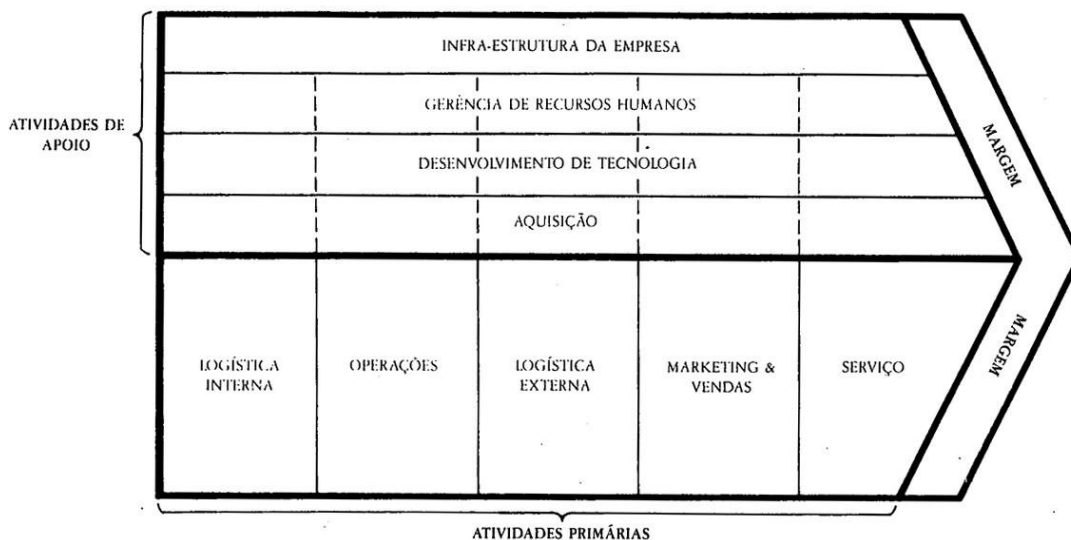 INFRA-ESTRUTURA DA EMPRESA
GERÊNCIA DE RECURSOS HUMANOS
ATIVIDADES DE
APOIO
DESENVOLVIMENTO DE TECNOLOGIA
AQUISIÇÃO
MARGEM
LOGÍSTICA
INTERNA
OPERAÇÕES
LOGÍSTICA
EXTERNA
MARKETING &
VENDAS
SERVIÇO
MARGEM
ATIVIDADES PRIMÁRIAS